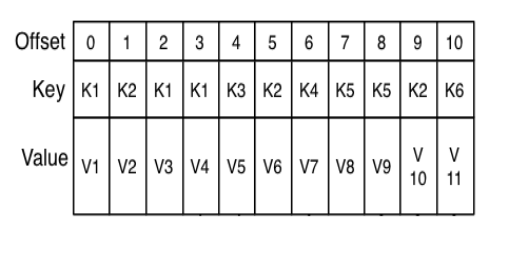 Offset 0 1 2 3 4 5 6 7 8 9 10
Key K1 K2 K1 K1 K3 K2 K4 K5 K5 K2 K6
Value V1 V2 V3 V4 V5 V6 V7 V8 V9 V 10 V 11